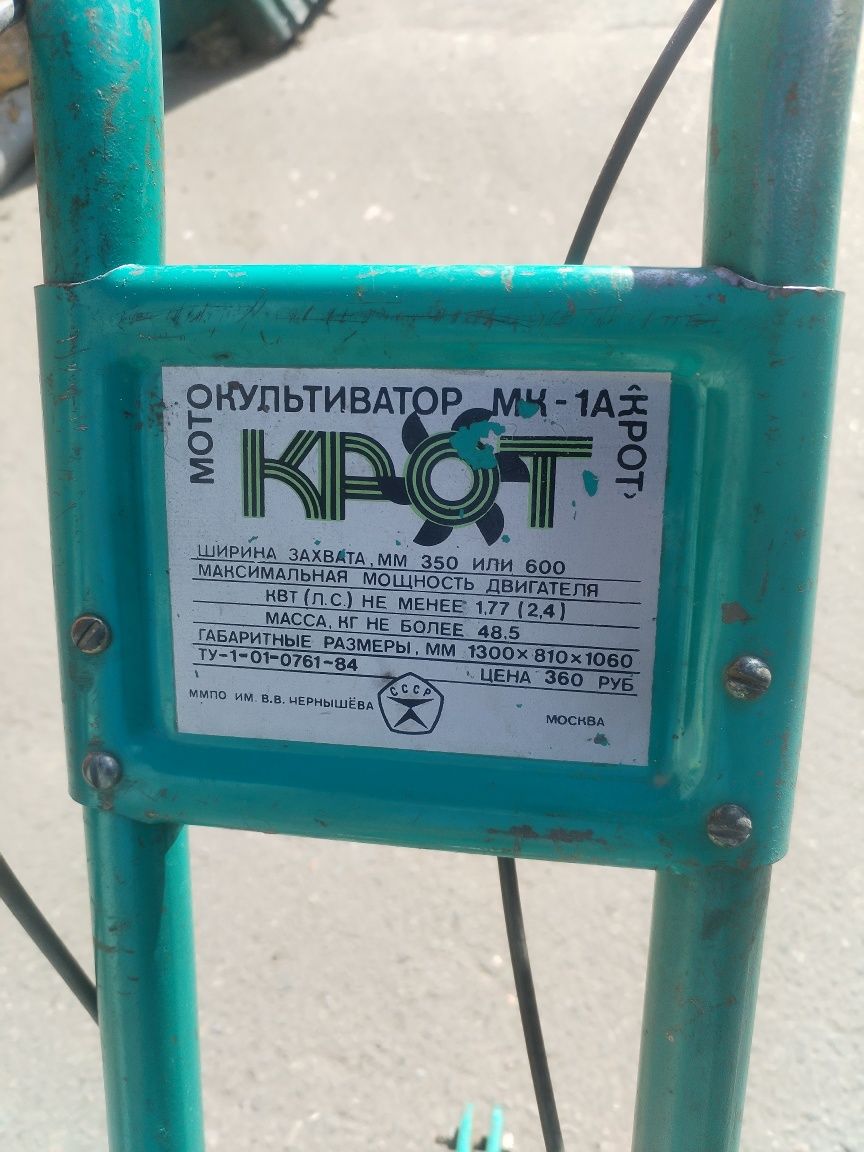 МОТОКУЛЬТИВАТОР МК-1А «КРОТ»
КРОТ
ШИРИНА ЗАХВАТА, ММ 350 ИЛИ 600
МАКСИМАЛЬНАЯ МОЩНОСТЬ ДВИГАТЕЛЯ
КВТ (Л.С.) НЕ МЕНЕЕ 1,77 (2,4)
МАССА, КГ НЕ БОЛЕЕ 48,5
ГАБАРИТНЫЕ РАЗМЕРЫ, ММ 1300×810×1060
ТУ-1-01-0761-84 ЦЕНА 360 РУБ
ММПО ИМ. В.В. ЧЕРНЫШЁВА СССР МОСКВА